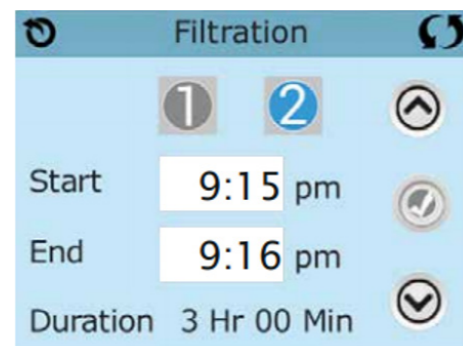 Filtration
1 2
Start 9:15 pm
End 9:16 pm
Duration 3 Hr 00 Min